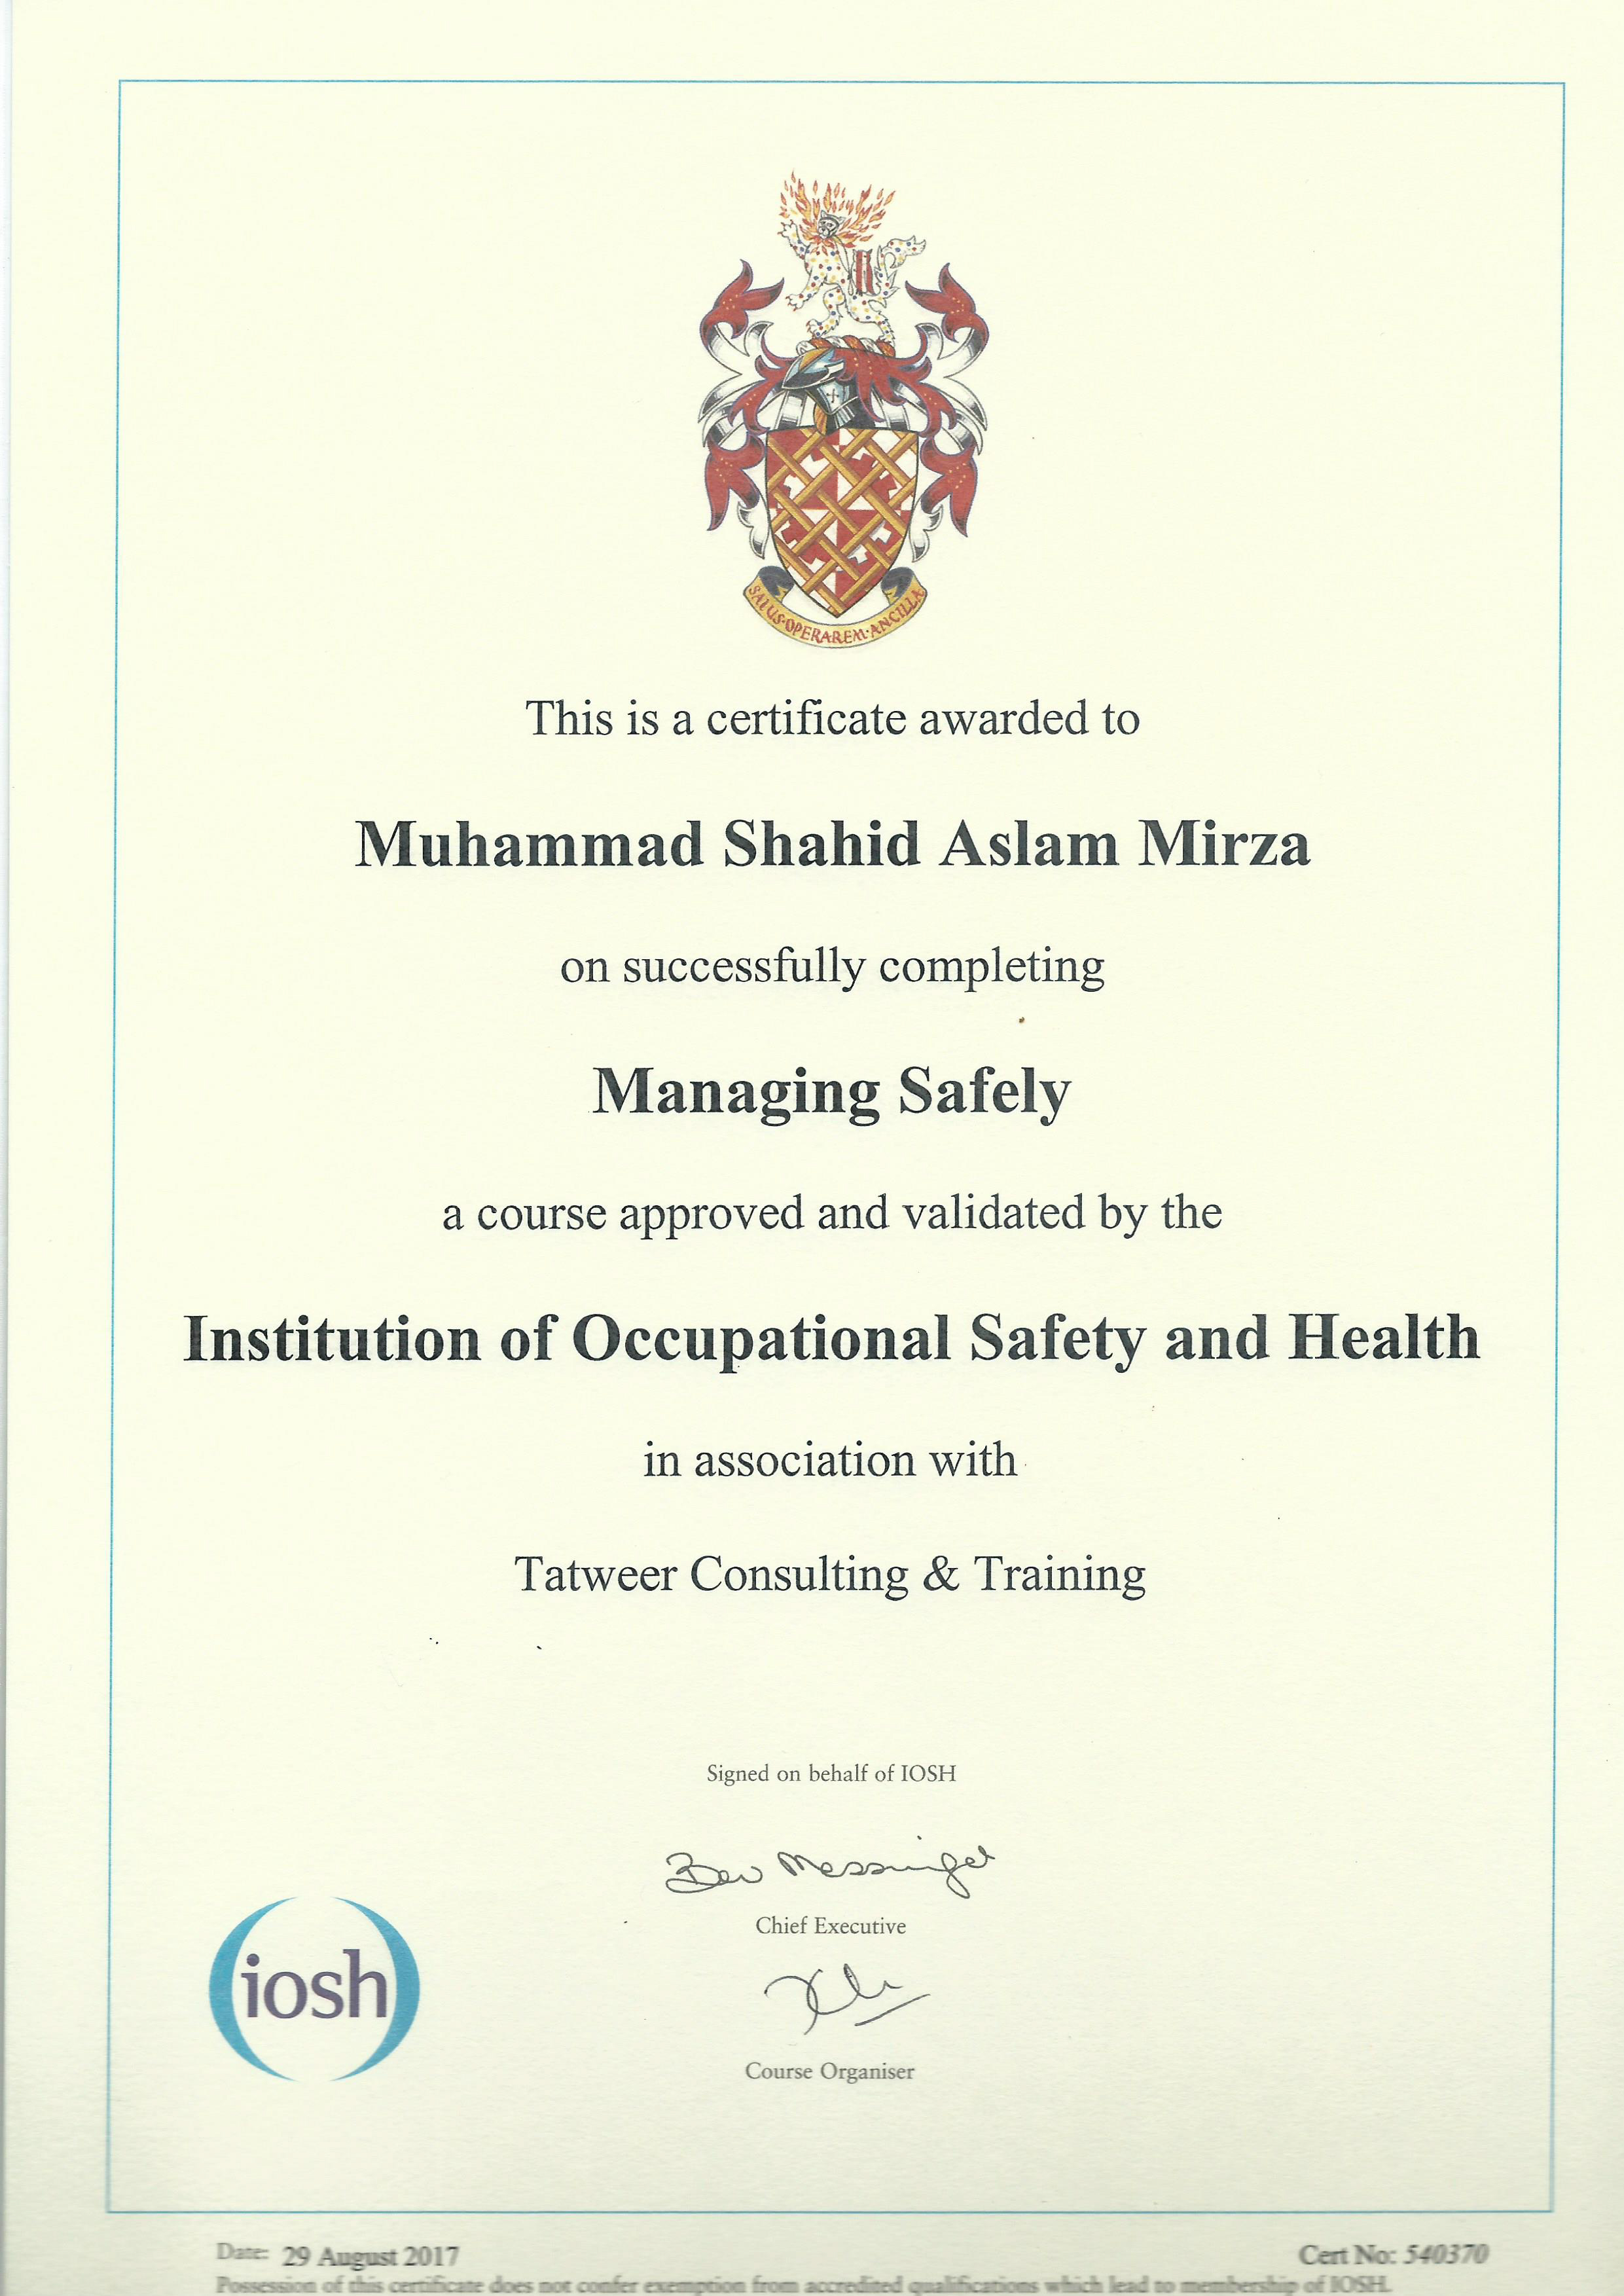 SALUS·OPERAREM·ANCILLA
This is a certificate awarded to
Muhammad Shahid Aslam Mirza
on successfully completing
Managing Safely
a course approved and validated by the
Institution of Occupational Safety and Health
in association with
Tatweer Consulting & Training
Signed on behalf of IOSH
Bev Messinger
Chief Executive
Course Organiser
iosh
Date: 29 August 2017 Cert No: 540370
Possession of this certificate does not confer exemption from accredited qualifications which lead to membership of IOSH.